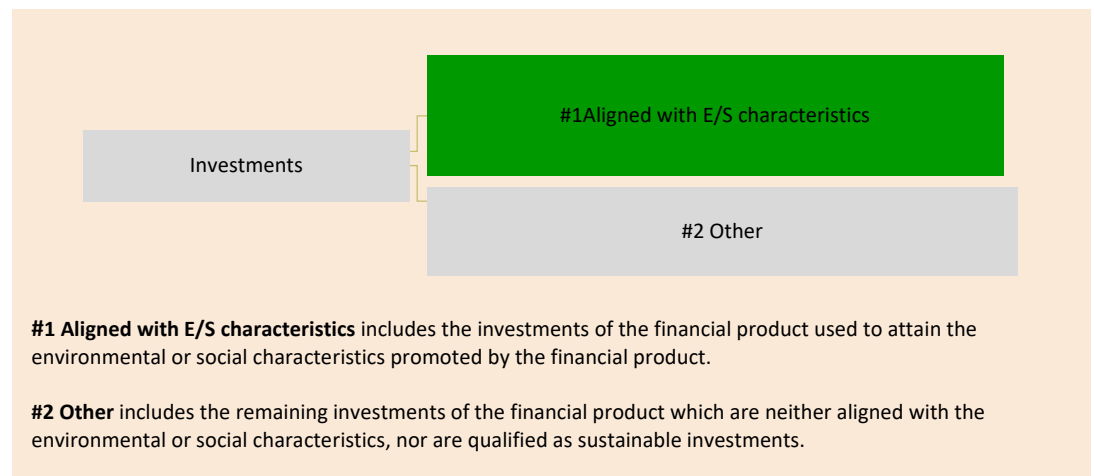 #1Aligned with E/S characteristics
Investments
#2 Other
#1 Aligned with E/S characteristics includes the investments of the financial product used to attain the
environmental or social characteristics promoted by the financial product.
#2 Other includes the remaining investments of the financial product which are neither aligned with the
environmental or social characteristics, nor are qualified as sustainable investments.